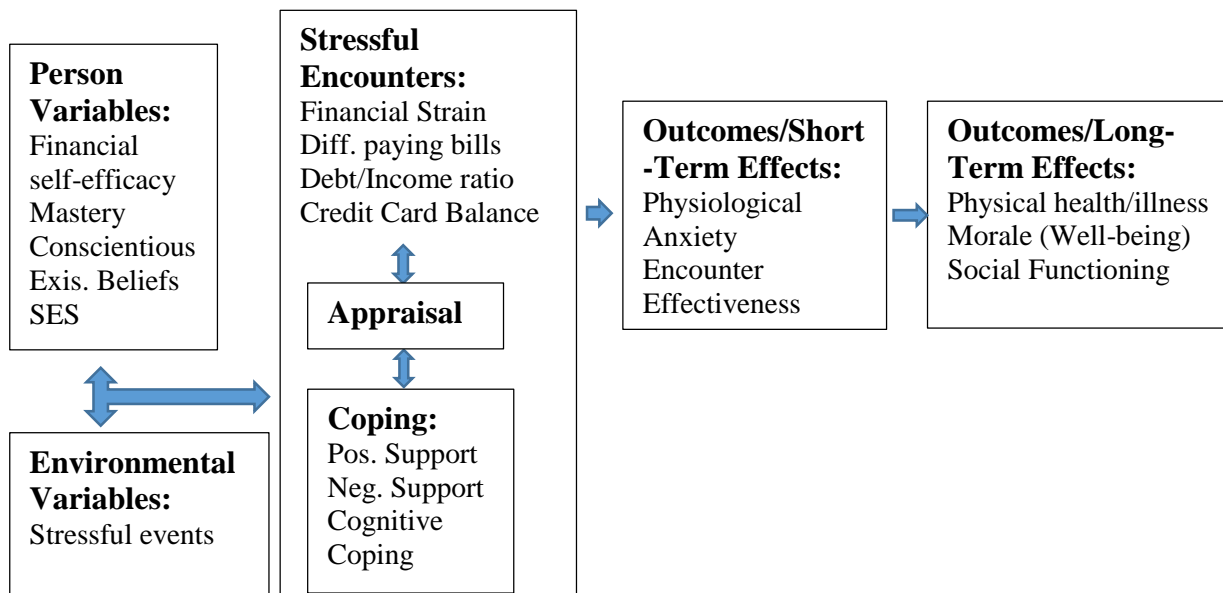 Person
Variables:
Financial
self-efficacy
Mastery
Conscientious
Exis. Beliefs
SES
Environmental
Variables:
Stressful events
Stressful
Encounters:
Financial Strain
Diff. paying bills
Debt/Income ratio
Credit Card Balance
Appraisal
Coping:
Pos. Support
Neg. Support
Cognitive
Coping
Outcomes/Short
-Term Effects:
Physiological
Anxiety
Encounter
Effectiveness
Outcomes/Long-
Term Effects:
Physical health/illness
Morale (Well-being)
Social Functioning